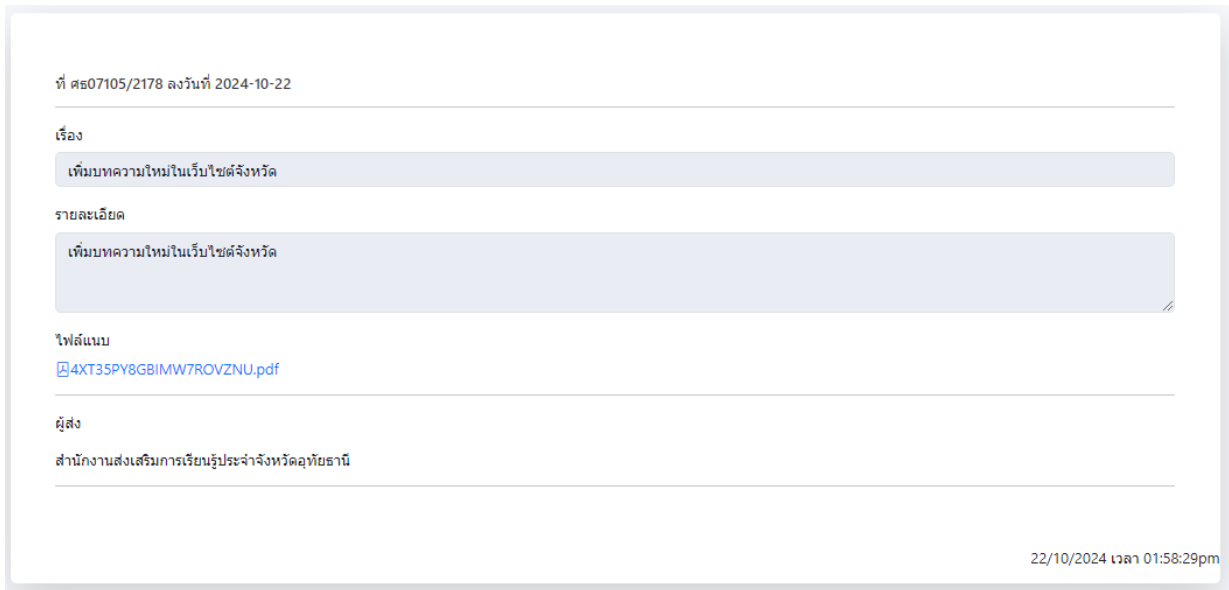 ที่ ศธ07105/2178 ลงวันที่ 2024-10-22
เรื่อง
เพิ่มบทความใหม่ในเว็บไซต์จังหวัด
รายละเอียด
เพิ่มบทความใหม่ในเว็บไซต์จังหวัด
ไฟล์แนบ
4XT35PY8GBIMW7ROVZNU.pdf
ผู้ส่ง
สำนักงานส่งเสริมการเรียนรู้ประจำจังหวัดอุทัยธานี
22/10/2024 เวลา 01:58:29pm